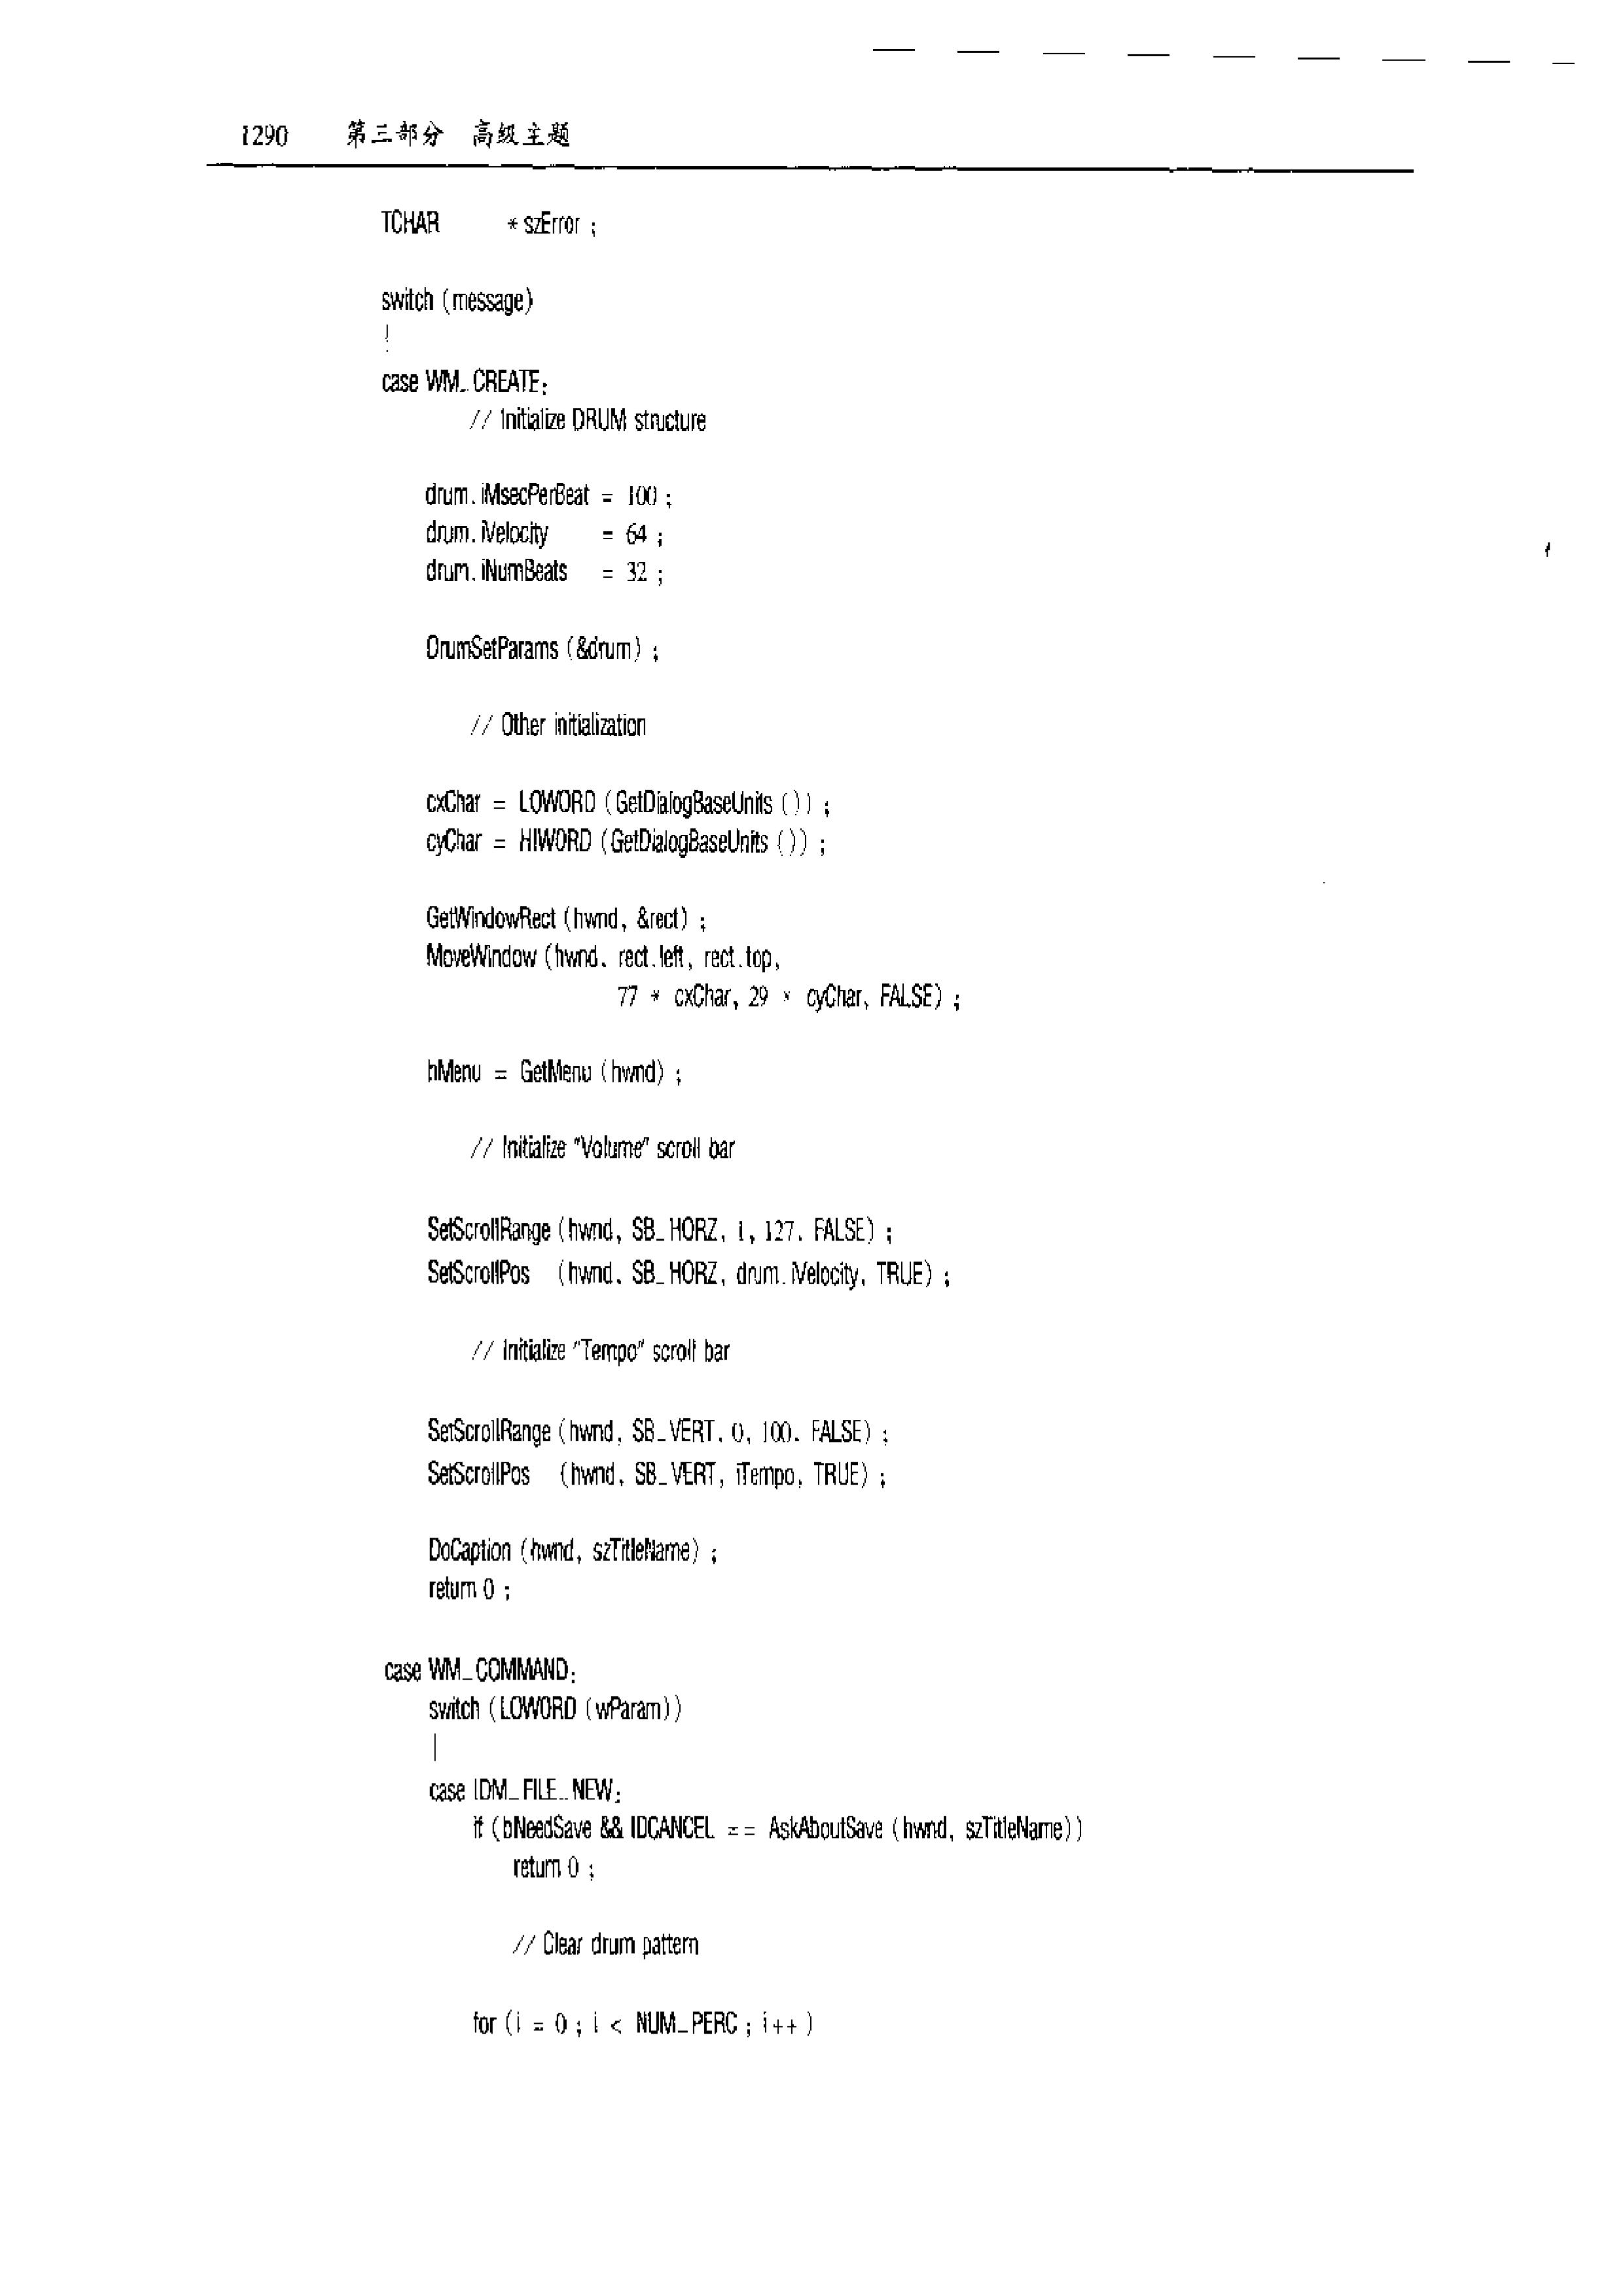 1290 第三部分 高级主题
TCHAR * szError ;
switch (message)
{
case WM_CREATE:
// Initialize DRUM structure
drum.iMsecPerBeat = 100 ;
drum.iVelocity = 64 ;
drum.iNumBeats = 32 ;
DrumSetParams (&drum) ;
// Other initialization
cxChar = LOWORD (GetDialogBaseUnits ()) ;
cyChar = HIWORD (GetDialogBaseUnits ()) ;
GetWindowRect (hwnd, &rect) ;
MoveWindow (hwnd, rect.left, rect.top,
77 * cxChar, 29 * cyChar, FALSE) ;
hMenu = GetMenu (hwnd) ;
// Initialize "Volume" scroll bar
SetScrollRange (hwnd, SB_HORZ, 1, 127, FALSE) ;
SetScrollPos (hwnd, SB_HORZ, drum.iVelocity, TRUE) ;
// Initialize "Tempo" scroll bar
SetScrollRange (hwnd, SB_VERT, 0, 100, FALSE) ;
SetScrollPos (hwnd, SB_VERT, iTempo, TRUE) ;
DoCaption (hwnd, szTitleName) ;
return 0 ;
case WM_COMMAND:
switch (LOWORD (wParam))
{
case IDM_FILE_NEW:
if (bNeedSave && IDCANCEL == AskAboutSave (hwnd, szTitleName))
return 0 ;
// Clear drum pattern
for (i = 0 ; i < NUM_PERC ; i++ )